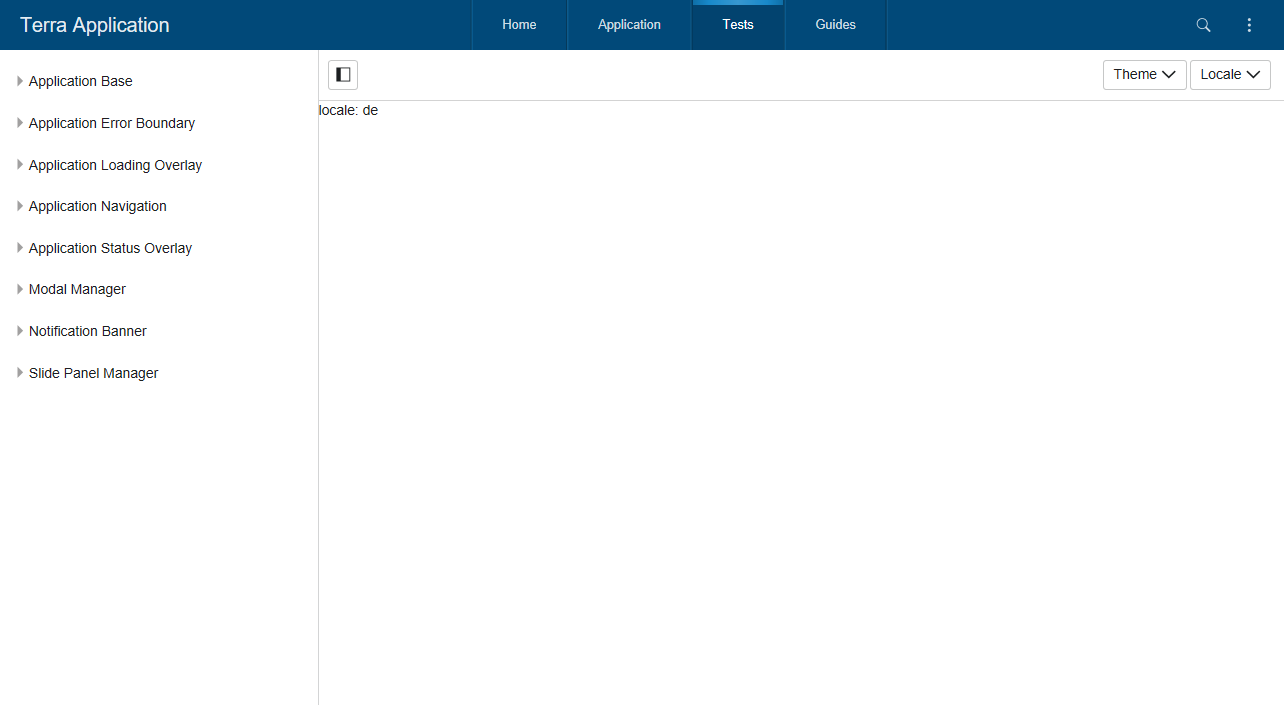 Terra Application
Home
Application
Tests
Guides
Application Base
Application Error Boundary
Application Loading Overlay
Application Navigation
Application Status Overlay
Modal Manager
Notification Banner
Slide Panel Manager
Theme
Locale
locale: de